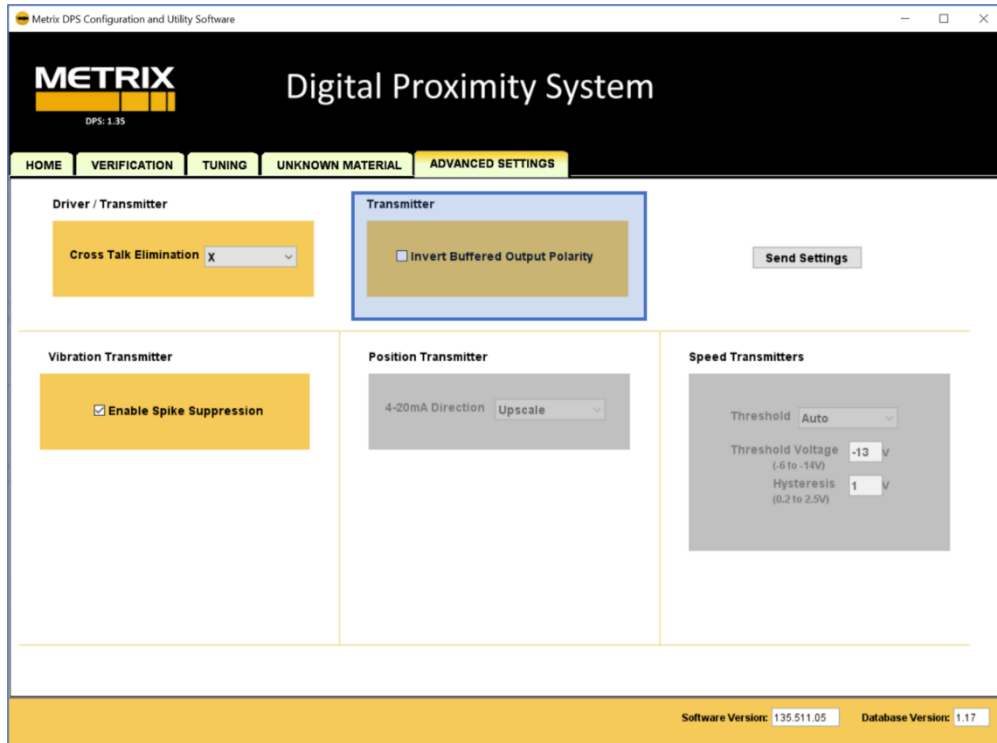 Metrix DPS Configuration and Utility Software
METRIX
DPS: 1.35
Digital Proximity System
HOME
VERIFICATION
TUNING
UNKNOWN MATERIAL
ADVANCED SETTINGS
Driver / Transmitter
Cross Talk Elimination X
Transmitter
Invert Buffered Output Polarity
Send Settings
Vibration Transmitter
Enable Spike Suppression
Position Transmitter
4-20mA Direction Upscale
Speed Transmitters
Threshold Auto
Threshold Voltage -13 V
(-6 to -14V)
Hysteresis 1 V
(0.2 to 2.5V)
Software Version: 135.511.05 Database Version: 1.17